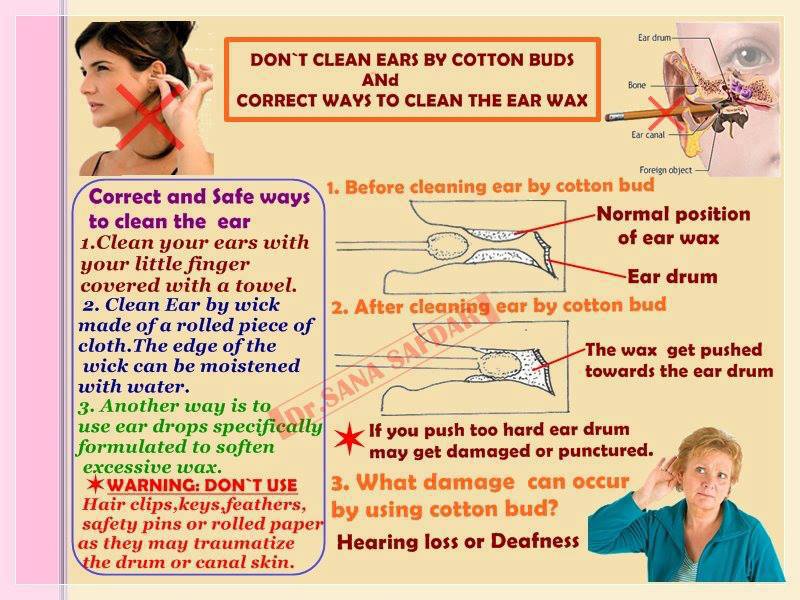 DON`T CLEAN EARS BY COTTON BUDS
ANd
CORRECT WAYS TO CLEAN THE EAR WAX
Ear drum
Bone
Ear canal
Foreign object
Correct and Safe ways
to clean the ear
1.Clean your ears with
your little finger
covered with a towel.
2. Clean Ear by wick
made of a rolled piece of
cloth.The edge of the
wick can be moistened
with water.
3. Another way is to
use ear drops specifically
formulated to soften
excessive wax.
WARNING: DON`T USE
Hair clips,keys,feathers,
safety pins or rolled paper
as they may traumatize
the drum or canal skin.
1. Before cleaning ear by cotton bud
Normal position
of ear wax
Ear drum
2. After cleaning ear by cotton bud
The wax get pushed
towards the ear drum
Dr.SANA SAFDAR
If you push too hard ear drum
may get damaged or punctured.
3. What damage can occur
by using cotton bud?
Hearing loss or Deafness